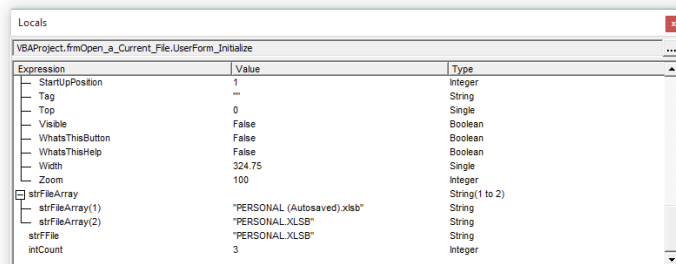 Locals
VBAProject.frmOpen_a_Current_File.UserForm_Initialize ...
Expression Value Type
StartUpPosition 1 Integer
Tag "" String
Top 0 Single
Visible False Boolean
WhatsThisButton False Boolean
WhatsThisHelp False Boolean
Width 324.75 Single
Zoom 100 Integer
strFileArray String(1 to 2)
strFileArray(1) "PERSONAL (Autosaved).xlsb" String
strFileArray(2) "PERSONAL.XLSB" String
strFFile "PERSONAL.XLSB" String
intCount 3 Integer